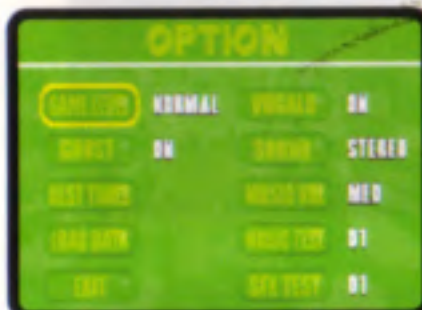 OPTION
GAME LEVEL NORMAL VOCALS ON
GHOST ON SOUND STEREO
BEST TIMES MUSIC VOL MED
LOAD DATA MUSIC TEST 01
EXIT SFX TEST 01